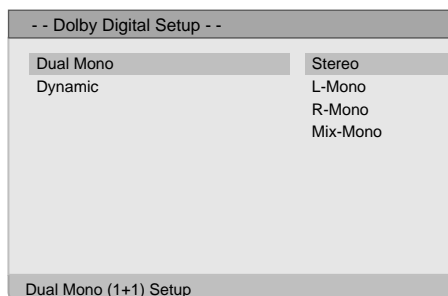 - - Dolby Digital Setup - -
Dual Mono Stereo
Dynamic L-Mono
R-Mono
Mix-Mono
Dual Mono (1+1) Setup